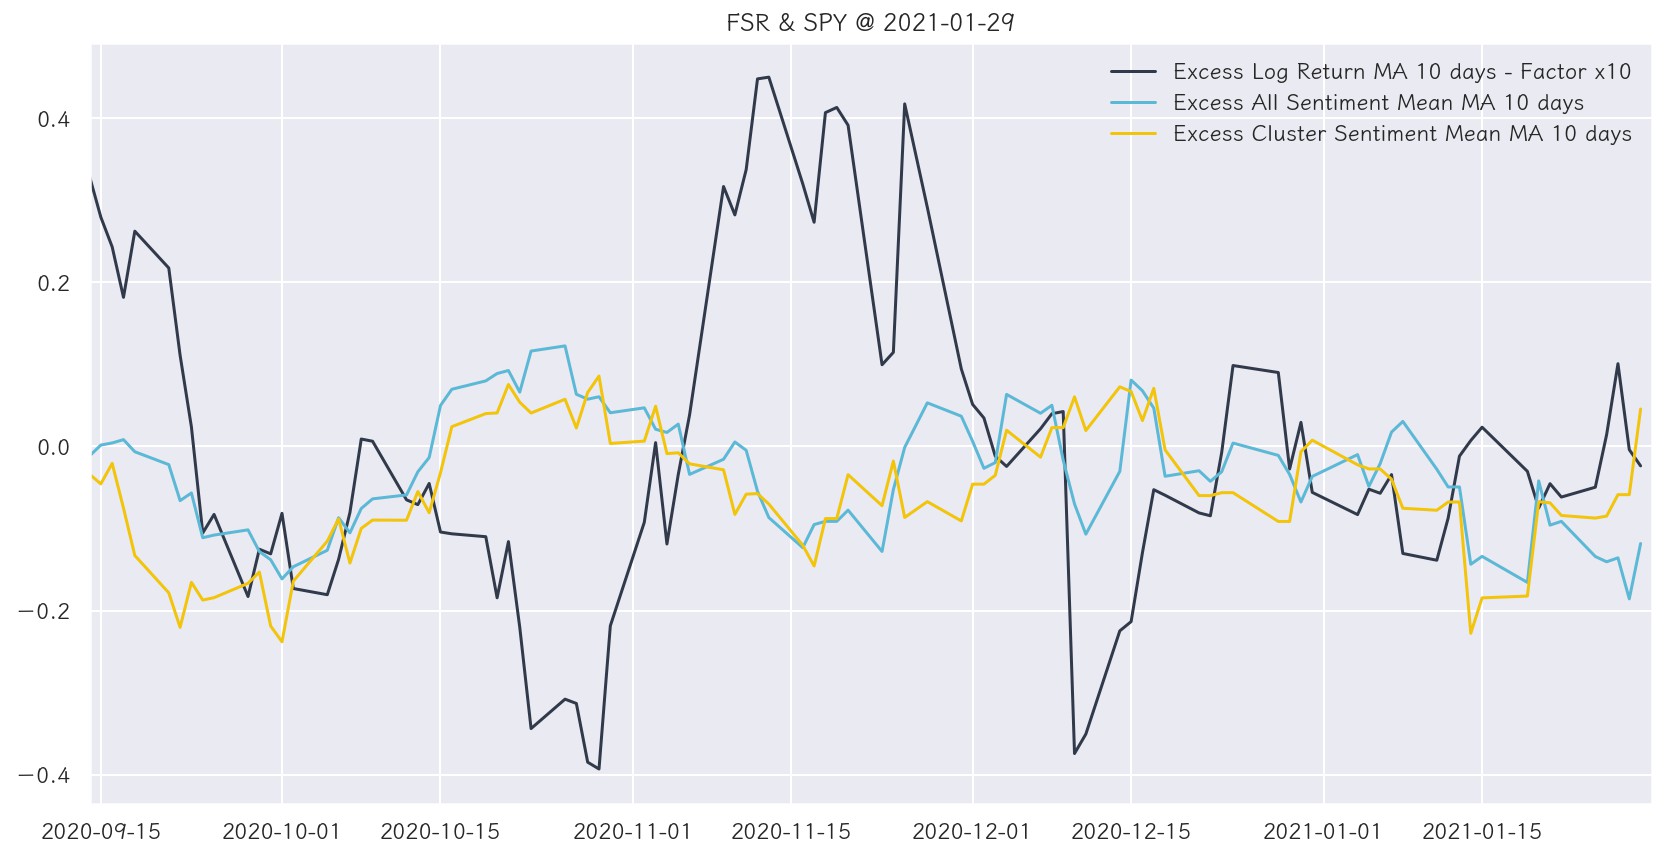 FSR & SPY @ 2021-01-29
Excess Log Return MA 10 days - Factor x10
Excess All Sentiment Mean MA 10 days
Excess Cluster Sentiment Mean MA 10 days
0.4
0.2
0.0
−0.2
−0.4
2020-09-15 2020-10-01 2020-10-15 2020-11-01 2020-11-15 2020-12-01 2020-12-15 2021-01-01 2021-01-15